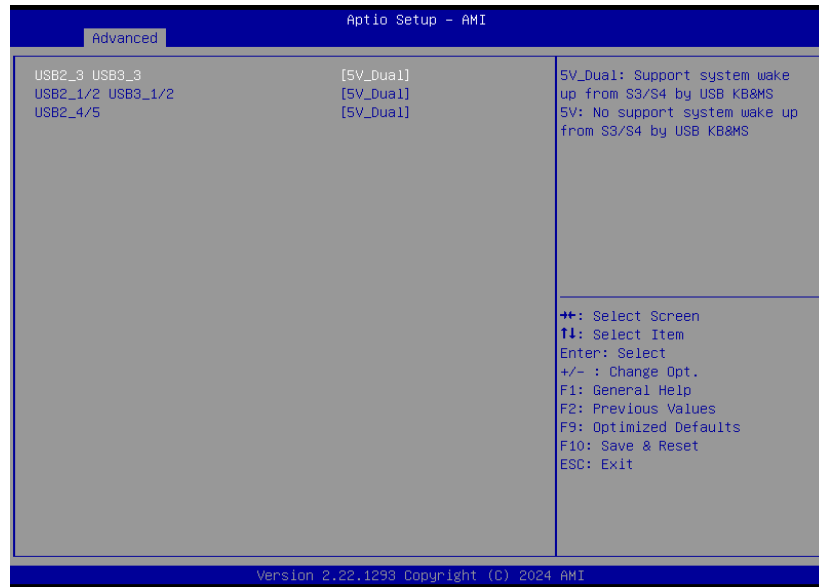 Aptio Setup – AMI
Advanced
USB2_3 USB3_3 [5V_Dual]
USB2_1/2 USB3_1/2 [5V_Dual]
USB2_4/5 [5V_Dual]
5V_Dual: Support system wake
up from S3/S4 by USB KB&MS
5V: No support system wake up
from S3/S4 by USB KB&MS
→←: Select Screen
↑↓: Select Item
Enter: Select
+/- : Change Opt.
F1: General Help
F2: Previous Values
F9: Optimized Defaults
F10: Save & Reset
ESC: Exit
Version 2.22.1293 Copyright (C) 2024 AMI